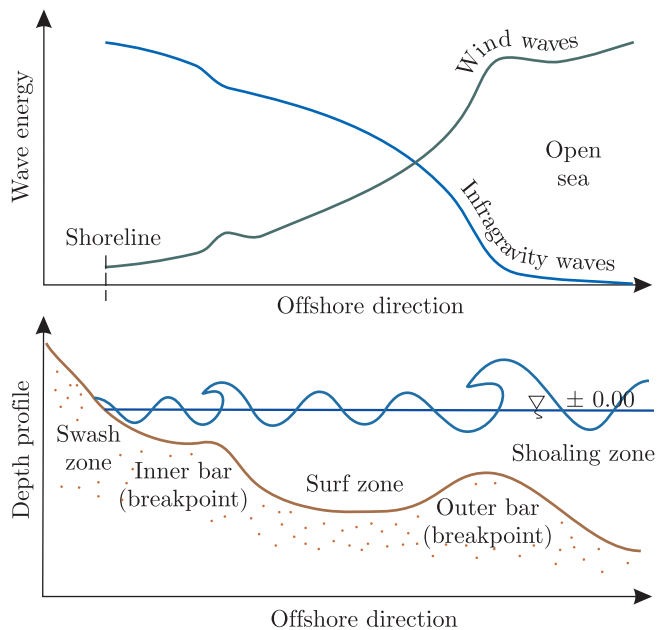 Wave energy
Wind waves
Open
sea
Shoreline
Infragravity waves
Offshore direction
Depth profile
± 0.00
Swash
zone
Inner bar
(breakpoint)
Surf zone
Shoaling zone
Outer bar
(breakpoint)
Offshore direction